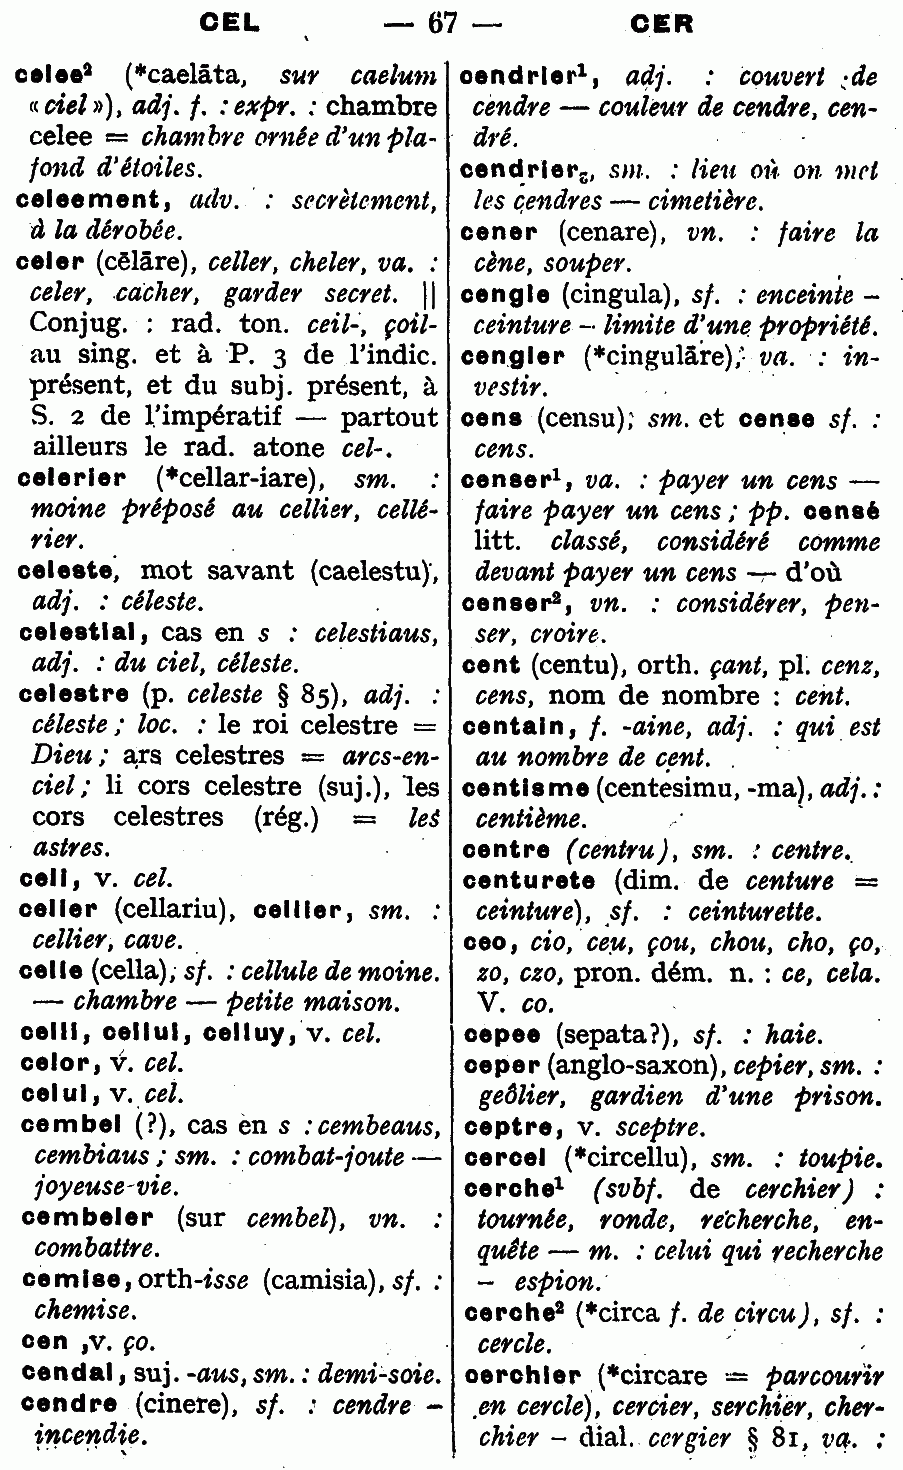 CEL — 67 — CER
celee² (*caelāta, sur caelum
« ciel »), adj. f. : expr. : chambre
celee = chambre ornée d'un pla-
fond d'étoiles.
celeement, adv. : secrètement,
à la dérobée.
celer (cēlāre), celler, cheler, va. :
celer, cacher, garder secret. ||
Conjug. : rad. ton. ceil-, çoil-
au sing. et à P. 3 de l'indic.
présent, et du subj. présent, à
S. 2 de l'impératif — partout
ailleurs le rad. atone cel-.
celerier (*cellar-iare), sm. :
moine préposé au cellier, cellé-
rier.
celeste, mot savant (caelestu),
adj. : céleste.
celestial, cas en s : celestiaus,
adj. : du ciel, céleste.
celestre (p. celeste § 85), adj. :
céleste ; loc. : le roi celestre =
Dieu ; ars celestres = arcs-en-
ciel ; li cors celestre (suj.), les
cors celestres (rég.) = les
astres.
celi, v. cel.
celier (cellariu), cellier, sm. :
cellier, cave.
celle (cella), sf. : cellule de moine.
— chambre — petite maison.
celli, cellui, celluy, v. cel.
celor, v. cel.
celui, v. cel.
cembel (?), cas en s : cembeaus,
cembiaus ; sm. : combat-joute —
joyeuse-vie.
cembeler (sur cembel), vn. :
combattre.
cemise, orth-isse (camisia), sf. :
chemise.
cen ,v. ço.
cendal, suj. -aus, sm. : demi-soie.
cendre (cinere), sf. : cendre –
incendie.
cendrier¹, adj. : couvert de
cendre — couleur de cendre, cen-
dré.
cendrier₂, sm. : lieu où on met
les cendres — cimetière.
cener (cenare), vn. : faire la
cène, souper.
cengle (cingula), sf. : enceinte –
ceinture – limite d'une propriété.
cengler (*cingulāre), va. : in-
vestir.
cens (censu); sm. et cense sf. :
cens.
censer¹, va. : payer un cens —
faire payer un cens ; pp. censé
litt. classé, considéré comme
devant payer un cens — d'où
censer², vn. : considérer, pen-
ser, croire.
cent (centu), orth. çant, pl. cenz,
cens, nom de nombre : cent.
centain, f. -aine, adj. : qui est
au nombre de cent.
centisme (centesimu, -ma), adj. :
centième.
centre (centru), sm. : centre.
centurete (dim. de centure =
ceinture), sf. : ceinturette.
ceo, cio, ceu, çou, chou, cho, ço,
zo, czo, pron. dém. n. : ce, cela.
V. co.
cepee (sepata?), sf. : haie.
ceper (anglo-saxon), cepier, sm. :
geôlier, gardien d'une prison.
ceptre, v. sceptre.
cercel (*circellu), sm. : toupie.
cerche¹ (svbf. de cerchier) :
tournée, ronde, recherche, en-
quête — m. : celui qui recherche
– espion.
cerche² (*circa f. de circu), sf. :
cercle.
cerchier (*circare = parcourir
en cercle), cercier, serchier, cher-
chier – dial. cergier § 81, va. :